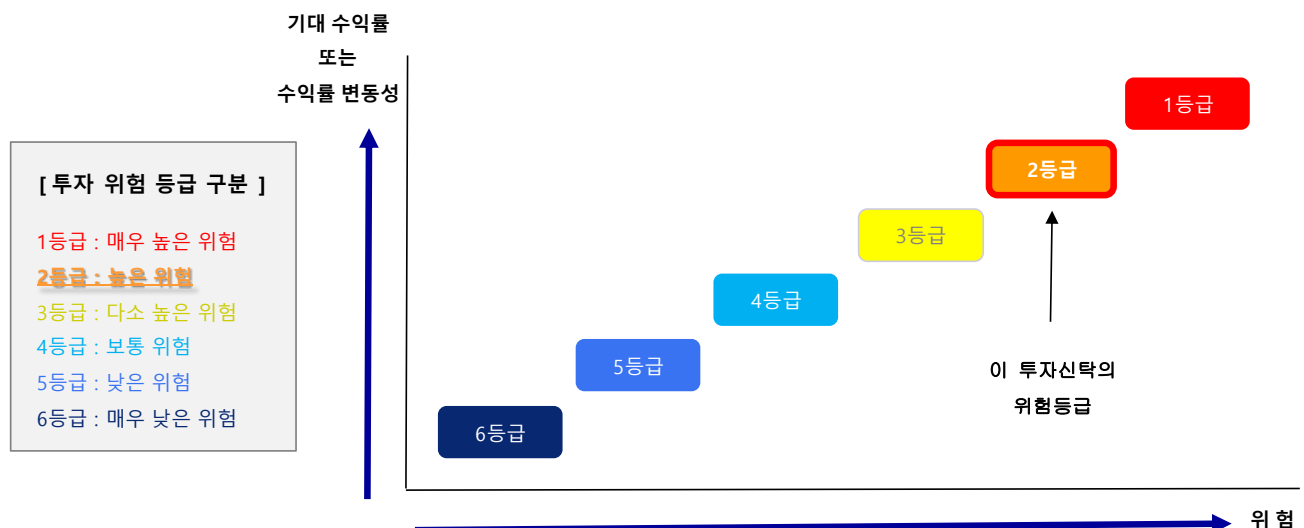 기대 수익률
또는
수익률 변동성
[ 투자 위험 등급 구분 ]
1등급 : 매우 높은 위험
2등급 : 높은 위험
3등급 : 다소 높은 위험
4등급 : 보통 위험
5등급 : 낮은 위험
6등급 : 매우 낮은 위험
1등급
2등급
3등급
4등급
5등급
6등급
이 투자신탁의
위험등급
위 험